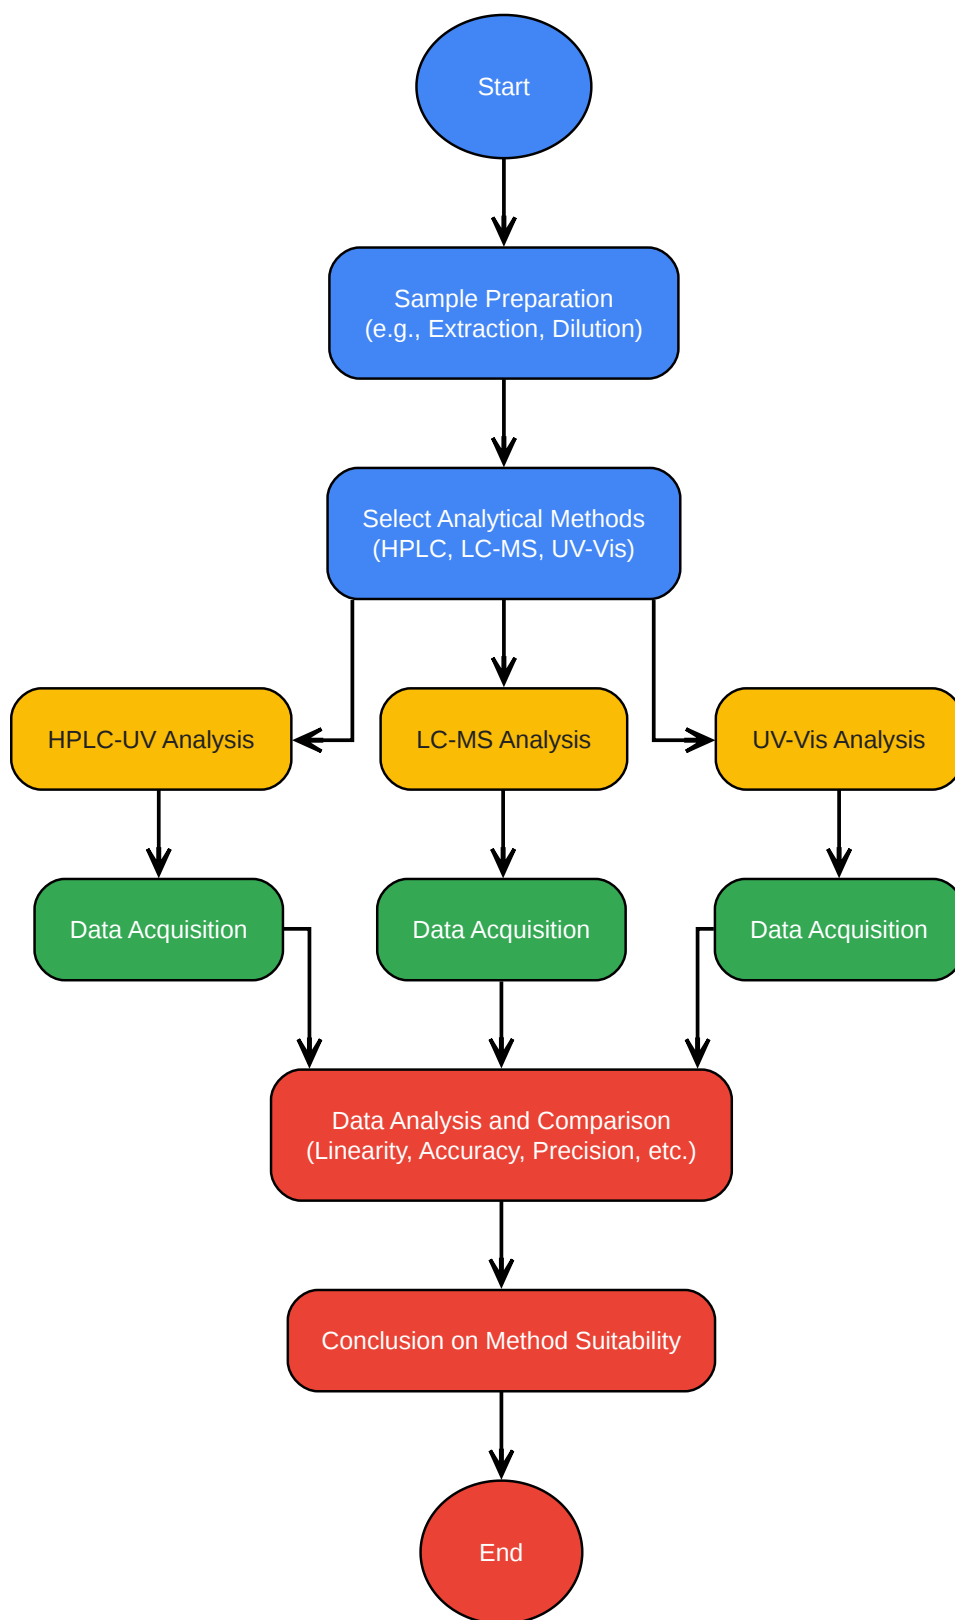 Start
Sample Preparation
(e.g., Extraction, Dilution)
Select Analytical Methods
(HPLC, LC-MS, UV-Vis)
HPLC-UV Analysis
LC-MS Analysis
UV-Vis Analysis
Data Acquisition
Data Acquisition
Data Acquisition
Data Analysis and Comparison
(Linearity, Accuracy, Precision, etc.)
Conclusion on Method Suitability
End